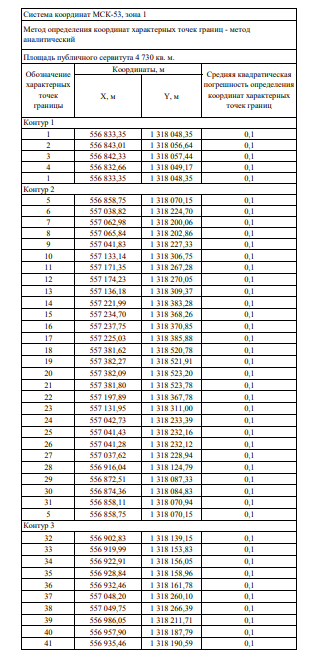 Система координат МСК-53, зона 1
Метод определения координат характерных точек границ - метод
аналитический
Площадь публичного сервитута 4 730 кв. м.
Обозначение характерных точек границы | Координаты, м | Средняя квадратическая погрешность определения координат характерных точек границ
X, м | Y, м
Контур 1
1 556 833,35 1 318 048,35 0,1
2 556 843,01 1 318 056,64 0,1
3 556 842,33 1 318 057,44 0,1
4 556 832,66 1 318 049,17 0,1
1 556 833,35 1 318 048,35 0,1
Контур 2
5 556 858,75 1 318 070,15 0,1
6 557 038,82 1 318 224,70 0,1
7 557 062,98 1 318 200,06 0,1
8 557 065,84 1 318 202,86 0,1
9 557 041,83 1 318 227,33 0,1
10 557 133,14 1 318 306,75 0,1
11 557 171,35 1 318 267,28 0,1
12 557 174,23 1 318 270,05 0,1
13 557 136,18 1 318 309,37 0,1
14 557 221,99 1 318 383,28 0,1
15 557 234,70 1 318 368,26 0,1
16 557 237,75 1 318 370,85 0,1
17 557 225,03 1 318 385,88 0,1
18 557 381,62 1 318 520,78 0,1
19 557 382,27 1 318 521,91 0,1
20 557 382,09 1 318 523,20 0,1
21 557 381,80 1 318 523,78 0,1
22 557 197,89 1 318 367,78 0,1
23 557 131,95 1 318 311,00 0,1
24 557 042,73 1 318 233,39 0,1
25 557 041,43 1 318 232,16 0,1
26 557 041,28 1 318 232,12 0,1
27 557 037,62 1 318 228,94 0,1
28 556 916,04 1 318 124,79 0,1
29 556 872,51 1 318 087,33 0,1
30 556 874,36 1 318 084,83 0,1
31 556 858,11 1 318 070,94 0,1
5 556 858,75 1 318 070,15 0,1
Контур 3
32 556 902,83 1 318 139,15 0,1
33 556 919,99 1 318 153,83 0,1
34 556 922,91 1 318 156,05 0,1
35 556 928,84 1 318 158,96 0,1
36 556 932,46 1 318 161,78 0,1
37 557 048,20 1 318 260,10 0,1
38 557 049,75 1 318 266,39 0,1
39 556 986,05 1 318 211,71 0,1
40 556 957,90 1 318 187,79 0,1
41 556 935,46 1 318 190,59 0,1